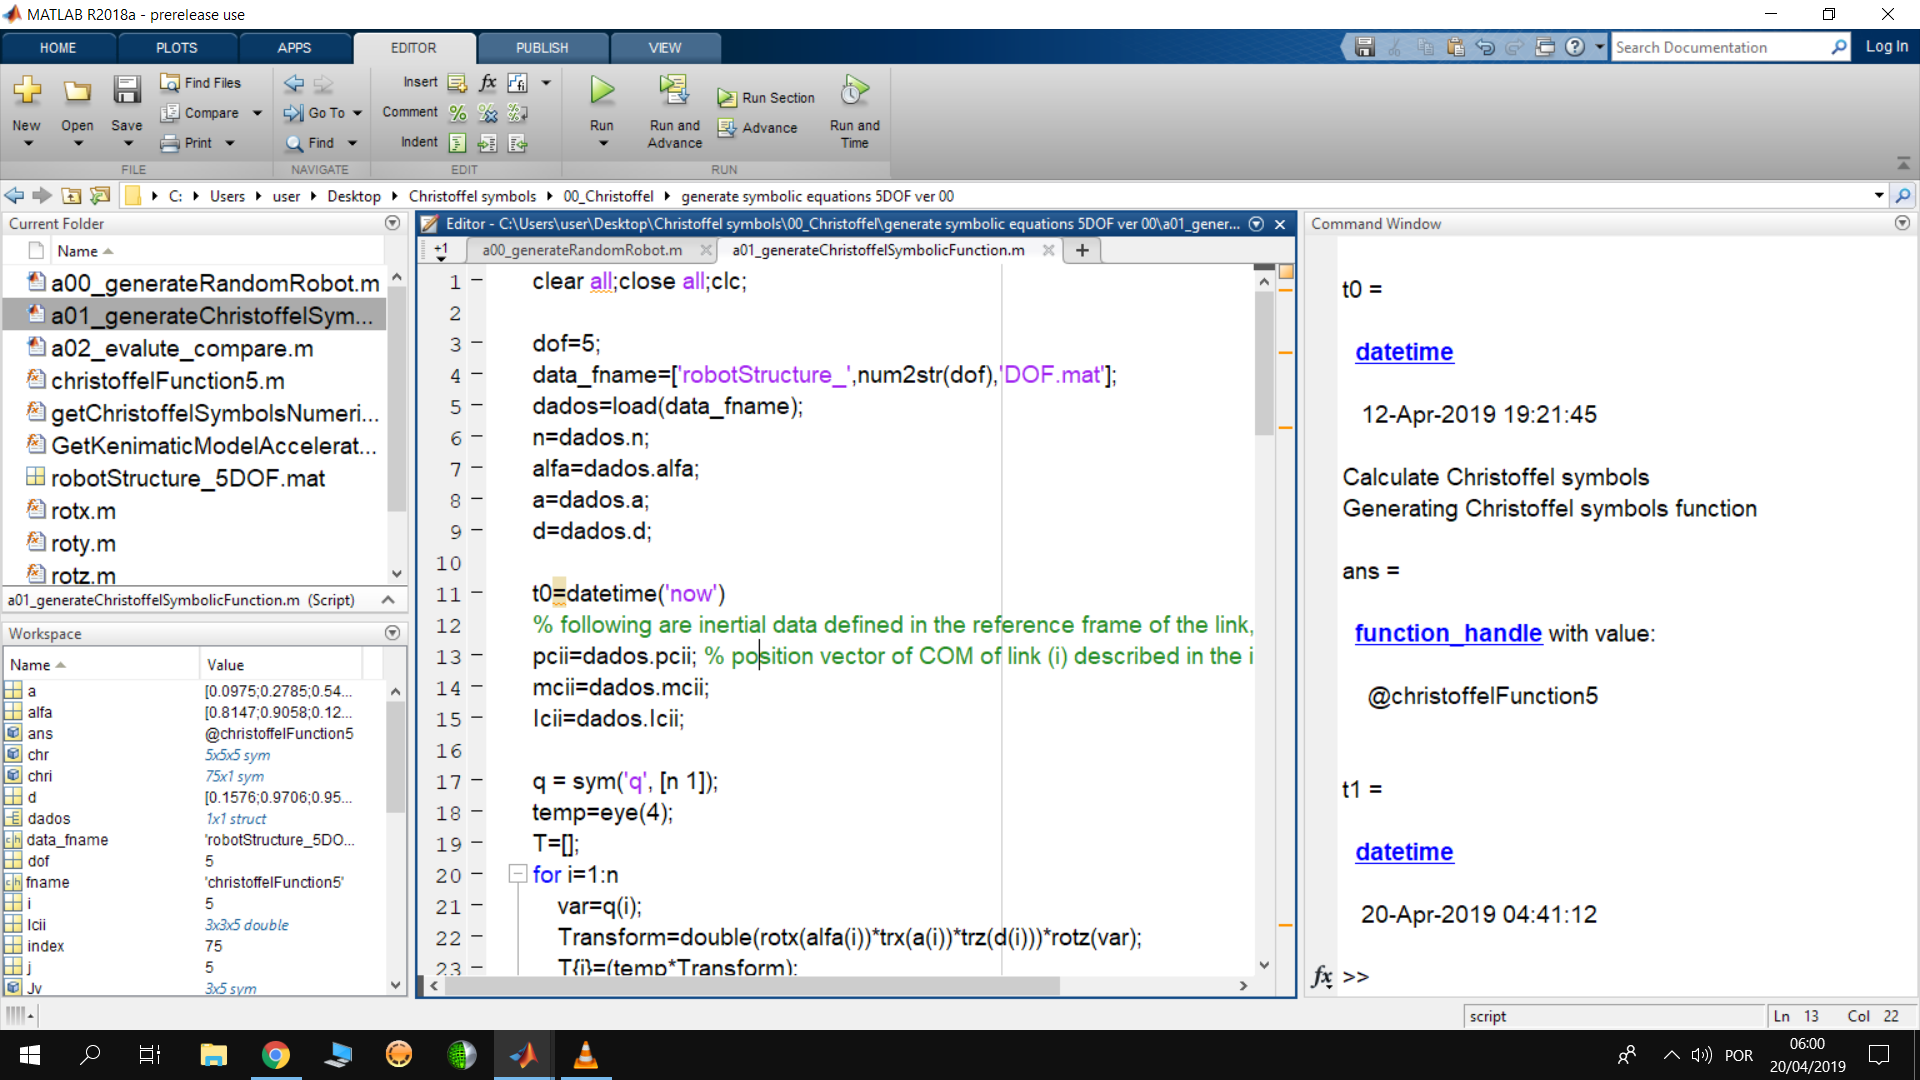 MATLAB R2018a - prerelease use
HOME PLOTS APPS EDITOR PUBLISH VIEW
Search Documentation
Log In
New Open Save
Find Files
Compare
Print
FILE
Go To
Find
NAVIGATE
Insert fx fi
Comment
Indent
EDIT
Run
Run and Advance
Run Section
Advance
Run and Time
RUN
C: Users user Desktop Christoffel symbols 00_Christoffel generate symbolic equations 5DOF ver 00
Current Folder
Name
a00_generateRandomRobot.m
a01_generateChristoffelSym...
a02_evalute_compare.m
christoffelFunction5.m
getChristoffelSymbolsNumeri...
GetKenimaticModelAccelerat...
robotStructure_5DOF.mat
rotx.m
roty.m
rotz.m
a01_generateChristoffelSymbolicFunction.m (Script)
Workspace
Name Value
a [0.0975;0.2785;0.54...
alfa [0.8147;0.9058;0.12...
ans @christoffelFunction5
chr 5x5x5 sym
chri 75x1 sym
d [0.1576;0.9706;0.95...
dados 1x1 struct
data_fname 'robotStructure_5DO...
dof 5
fname 'christoffelFunction5'
i 5
Icii 3x3x5 double
index 75
j 5
Jv 3x5 sym
Editor - C:\Users\user\Desktop\Christoffel symbols\00_Christoffel\generate symbolic equations 5DOF ver 00\a01_gener...
+1 a00_generateRandomRobot.m a01_generateChristoffelSymbolicFunction.m +
1 clear all;close all;clc;
2
3 dof=5;
4 data_fname=['robotStructure_',num2str(dof),'DOF.mat'];
5 dados=load(data_fname);
6 n=dados.n;
7 alfa=dados.alfa;
8 a=dados.a;
9 d=dados.d;
10
11 t0=datetime('now')
12 % following are inertial data defined in the reference frame of the link,
13 pcii=dados.pcii; % position vector of COM of link (i) described in the i
14 mcii=dados.mcii;
15 Icii=dados.Icii;
16
17 q = sym('q', [n 1]);
18 temp=eye(4);
19 T=[];
20 for i=1:n
21 var=q(i);
22 Transform=double(rotx(alfa(i))*trx(a(i))*trz(d(i)))*rotz(var);
23 T{i}=(temp*Transform);
Command Window
t0 =
datetime
12-Apr-2019 19:21:45
Calculate Christoffel symbols
Generating Christoffel symbols function
ans =
function_handle with value:
@christoffelFunction5
t1 =
datetime
20-Apr-2019 04:41:12
fx >>
script
Ln 13 Col 22
POR
06:00
20/04/2019